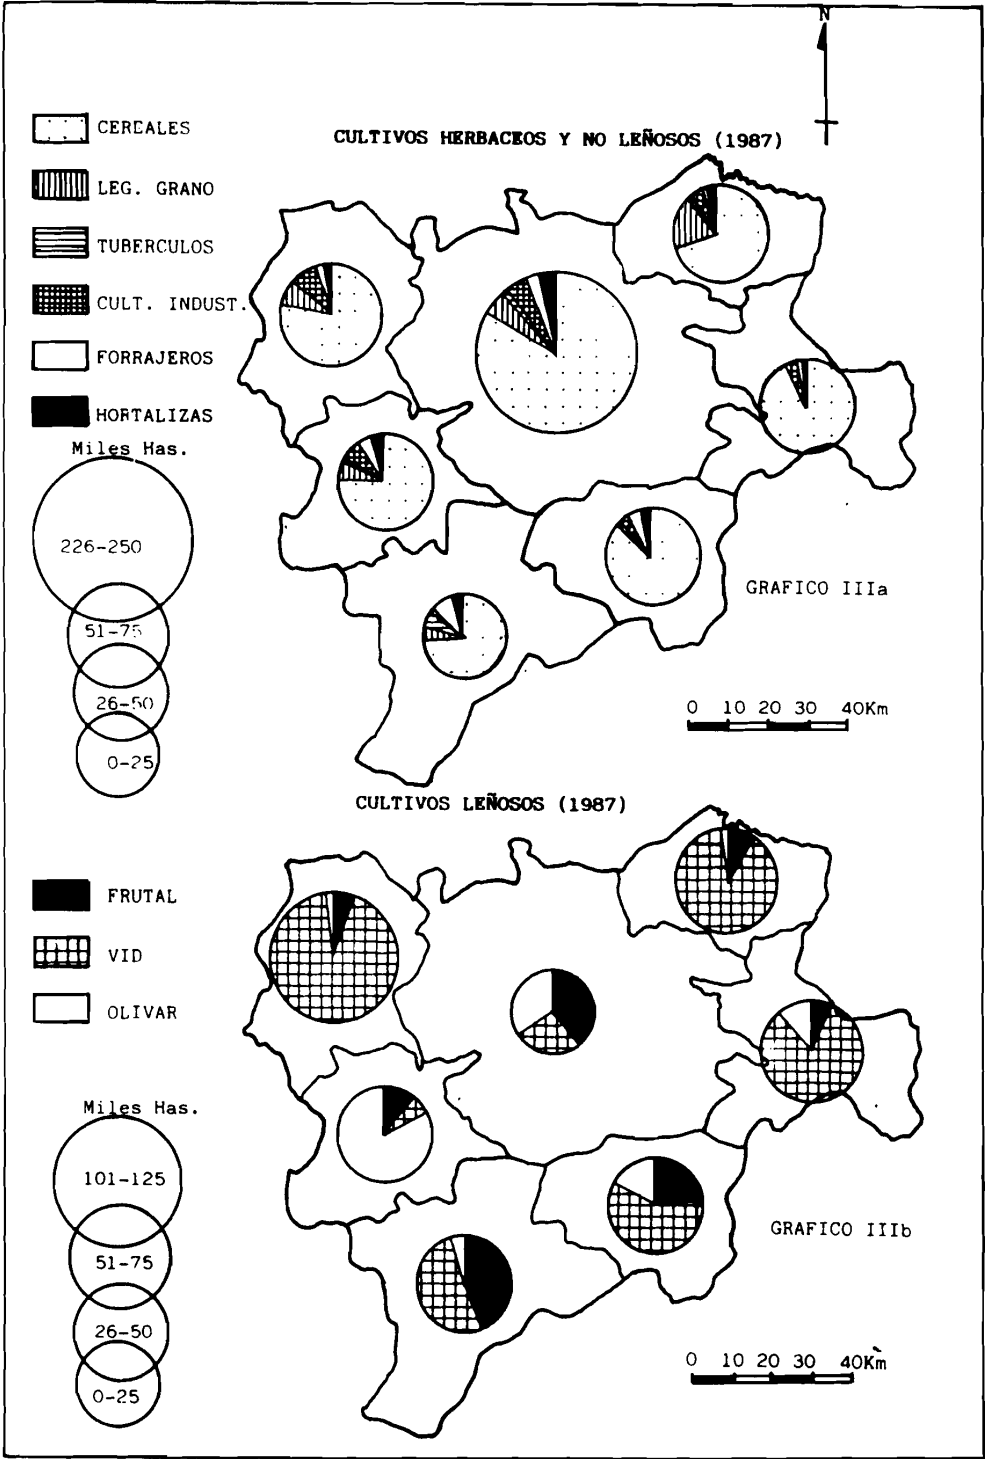 N
CULTIVOS HERBACEOS Y NO LEÑOSOS (1987)
CEREALES
LEG. GRANO
TUBERCULOS
CULT. INDUST.
FORRAJEROS
HORTALIZAS
Miles Has.
226-250
51-75
26-50
0-25
GRAFICO IIIa
0 10 20 30 40Km
CULTIVOS LEÑOSOS (1987)
FRUTAL
VID
OLIVAR
Miles Has.
101-125
51-75
26-50
0-25
GRAFICO IIIb
0 10 20 30 40Km